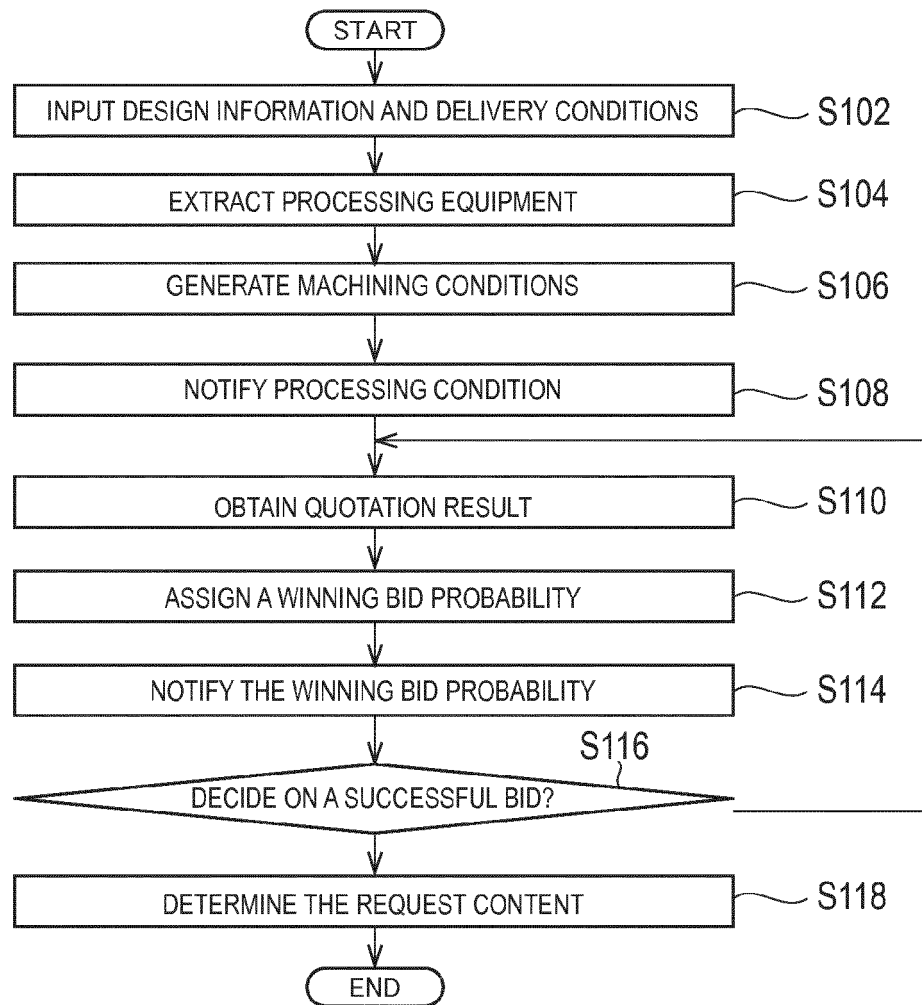 START
INPUT DESIGN INFORMATION AND DELIVERY CONDITIONS
S102
EXTRACT PROCESSING EQUIPMENT
S104
GENERATE MACHINING CONDITIONS
S106
NOTIFY PROCESSING CONDITION
S108
OBTAIN QUOTATION RESULT
S110
ASSIGN A WINNING BID PROBABILITY
S112
NOTIFY THE WINNING BID PROBABILITY
S114
S116
DECIDE ON A SUCCESSFUL BID?
DETERMINE THE REQUEST CONTENT
S118
END